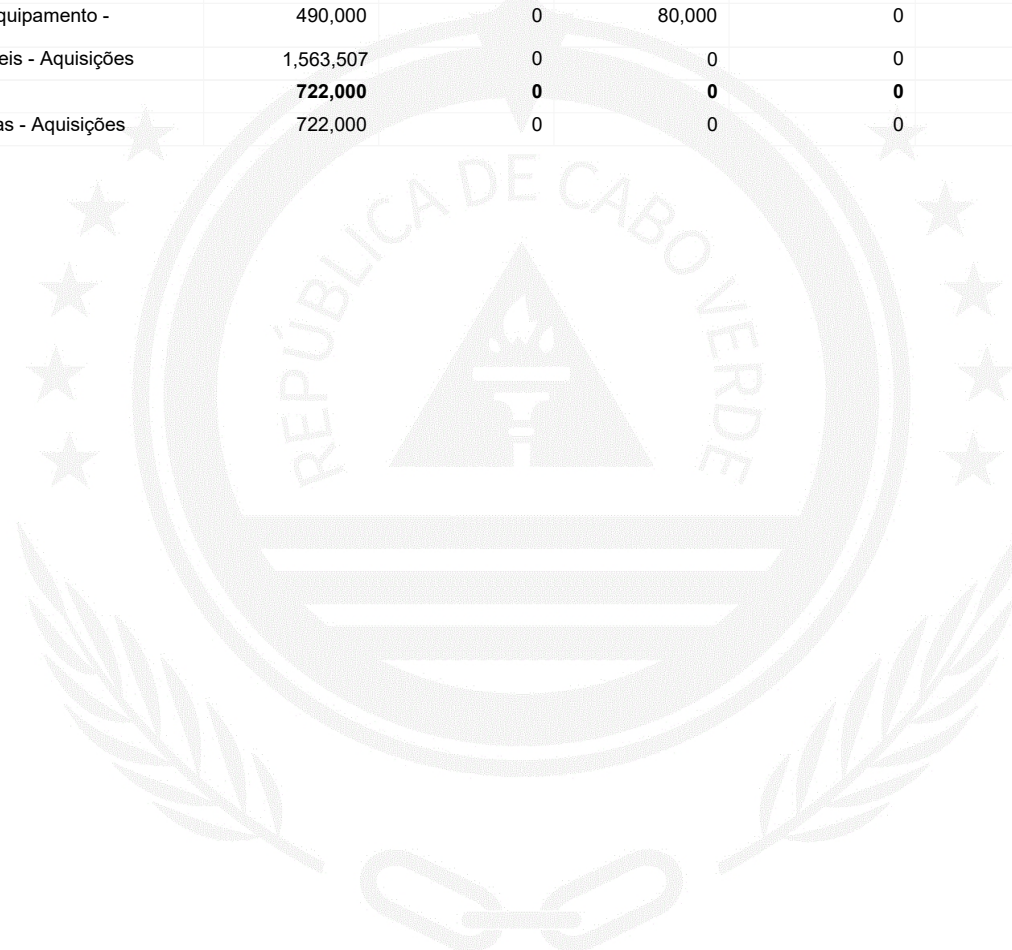 quipamento - 490,000 0 80,000 0
eis - Aquisições 1,563,507 0 0 0
722,000 0 0 0
as - Aquisições 722,000 0 0 0
REPÚBLICA DE CABO VERDE